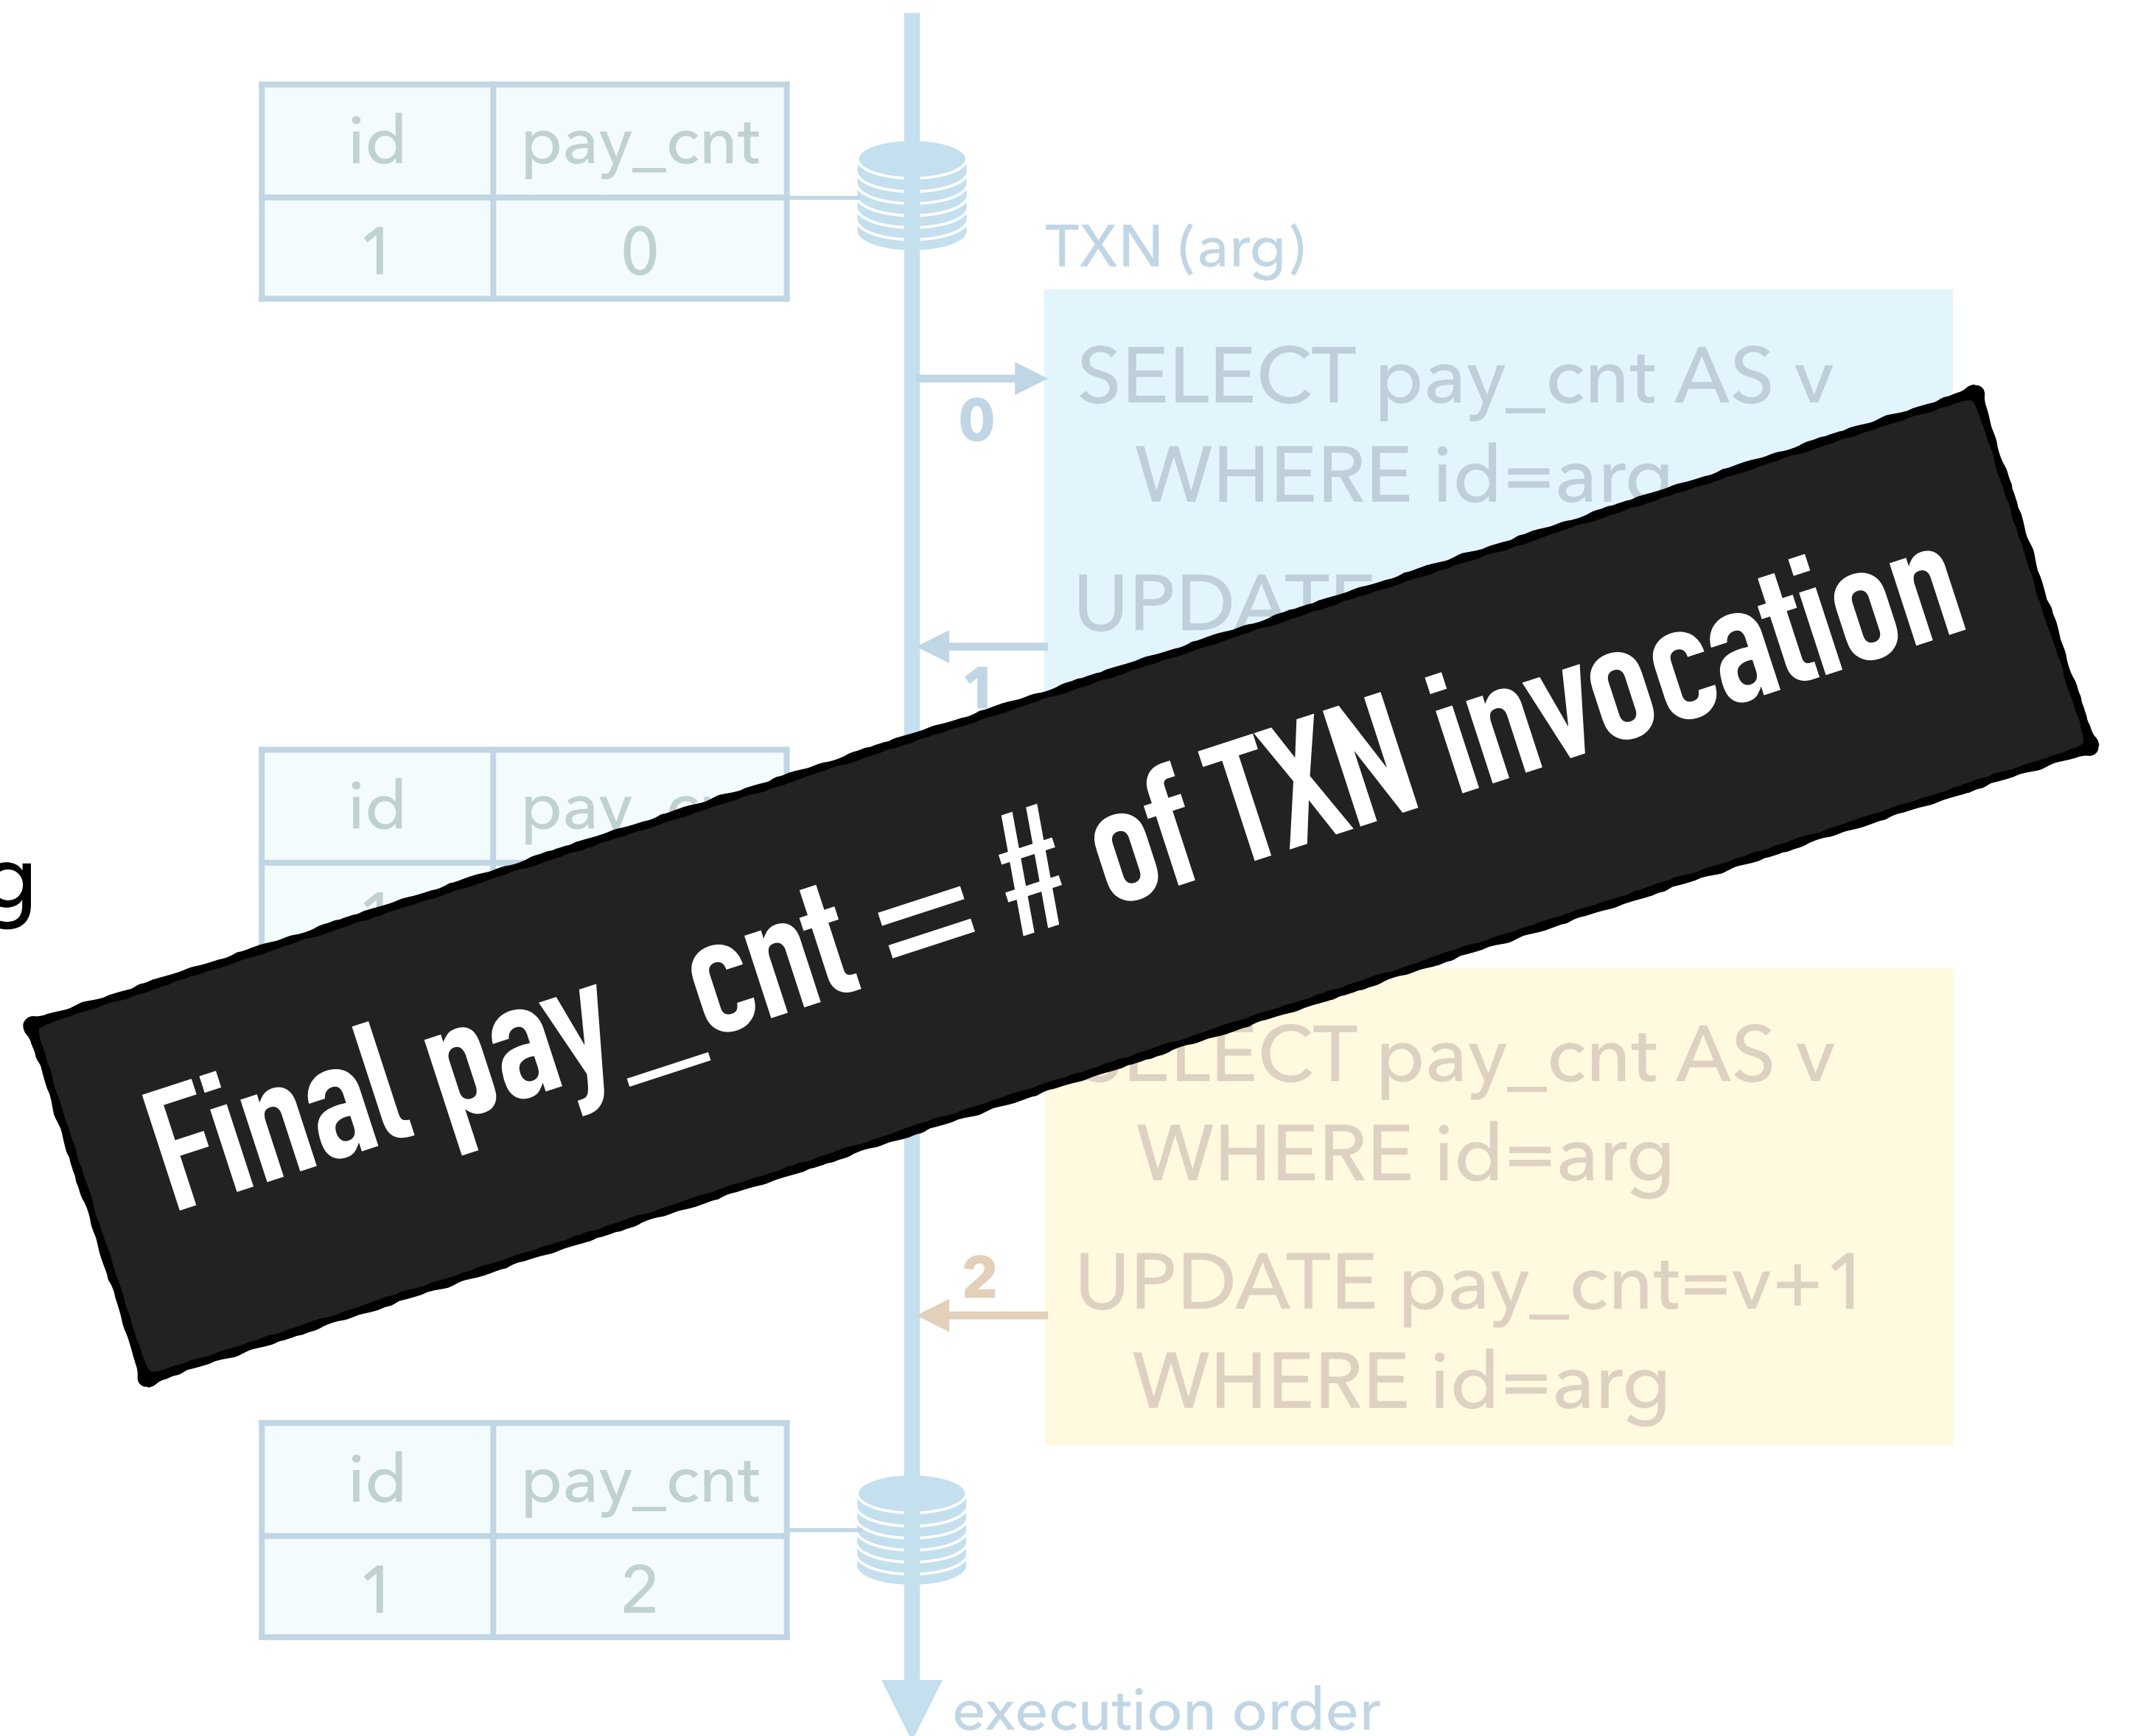 id pay_cnt
1 0
TXN (arg)
SELECT pay_cnt AS v
0
WHERE id=arg
UPDATE
1
id
g
Final pay_cnt = # of TXN invocation
SELECT pay_cnt AS v
WHERE id=arg
2
UPDATE pay_cnt=v+1
WHERE id=arg
id pay_cnt
1 2
execution order